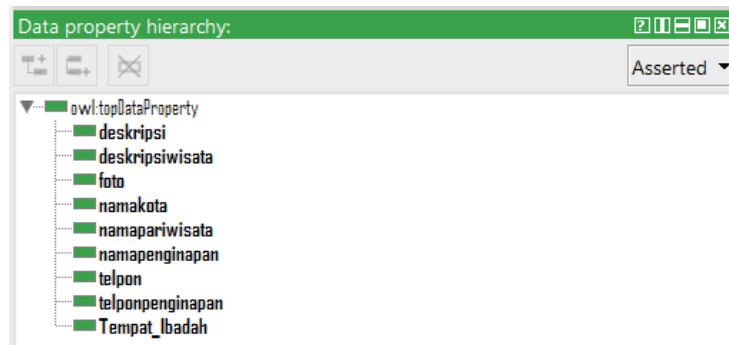 Data property hierarchy:
Asserted
owl:topDataProperty
deskripsi
deskripsiwisata
foto
namakota
namapariwisata
namapenginapan
telpon
telponpenginapan
Tempat_Ibadah